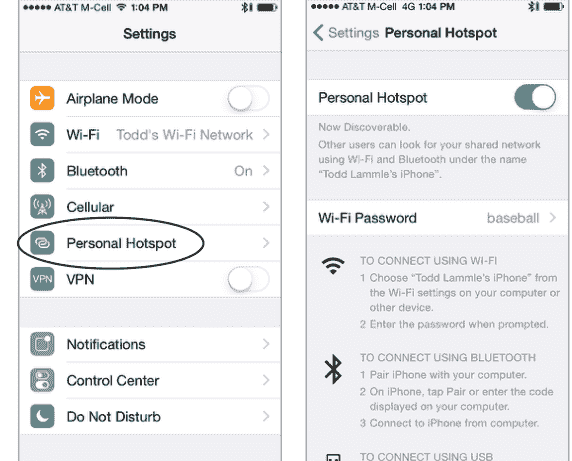 AT&T M-Cell 1:04 PM
Settings
Airplane Mode
Wi-Fi Todd's Wi-Fi Network
Bluetooth On
Cellular
Personal Hotspot
VPN VPN
Notifications
Control Center
Do Not Disturb
AT&T M-Cell 4G 1:04 PM
Settings Personal Hotspot
Personal Hotspot
Now Discoverable.
Other users can look for your shared network
using Wi-Fi and Bluetooth under the name
“Todd Lammle's iPhone”.
Wi-Fi Password baseball
TO CONNECT USING WI-FI
1 Choose “Todd Lammle's iPhone” from
the Wi-Fi settings on your computer or
other device.
2 Enter the password when prompted.
TO CONNECT USING BLUETOOTH
1 Pair iPhone with your computer.
2 On iPhone, tap Pair or enter the code
displayed on your computer.
3 Connect to iPhone from computer.
TO CONNECT USING USB